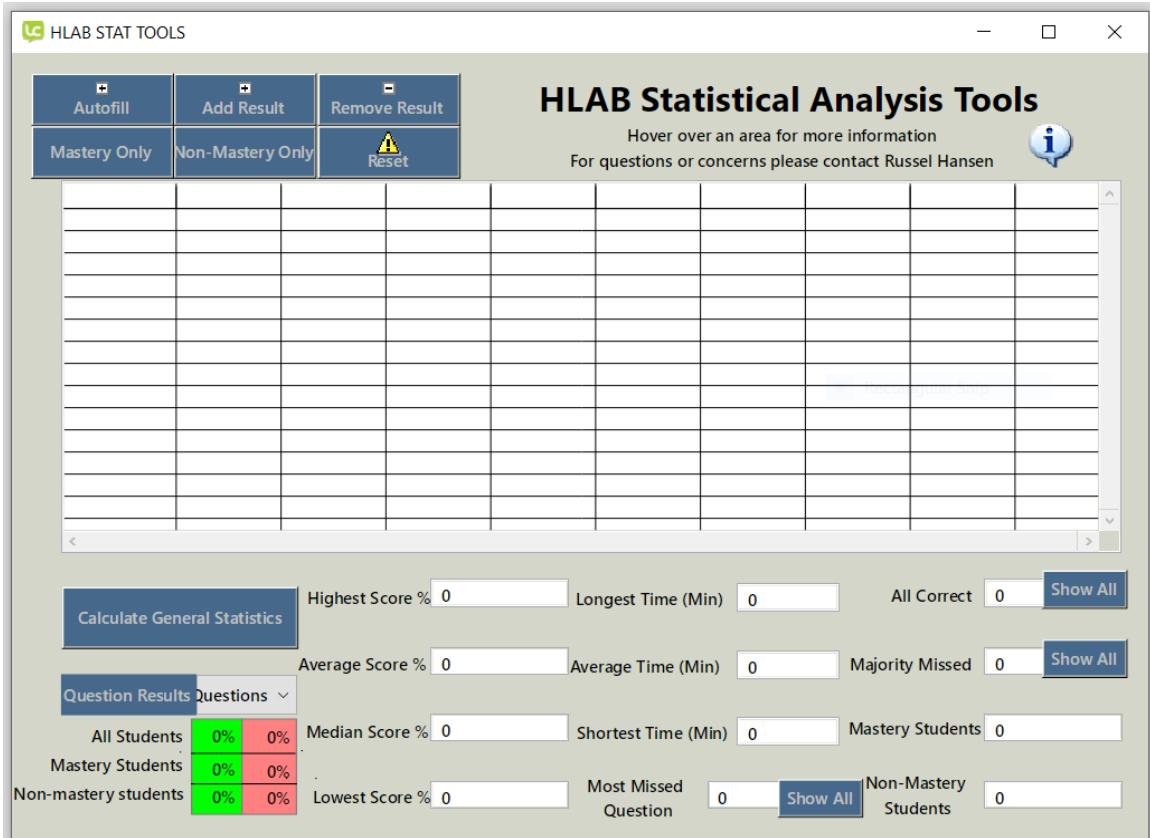 HLAB STAT TOOLS
Autofill
Add Result
Remove Result
Mastery Only
Non-Mastery Only
Reset
HLAB Statistical Analysis Tools
Hover over an area for more information
For questions or concerns please contact Russel Hansen
Rectangular Snip
Calculate General Statistics
Highest Score % 0
Longest Time (Min) 0
All Correct 0 Show All
Average Score % 0
Average Time (Min) 0
Majority Missed 0 Show All
Question Results Questions
All Students 0% 0%
Mastery Students 0% 0%
Non-mastery students 0% 0%
Median Score % 0
Shortest Time (Min) 0
Mastery Students 0
Lowest Score % 0
Most Missed
Question 0 Show All
Non-Mastery
Students 0